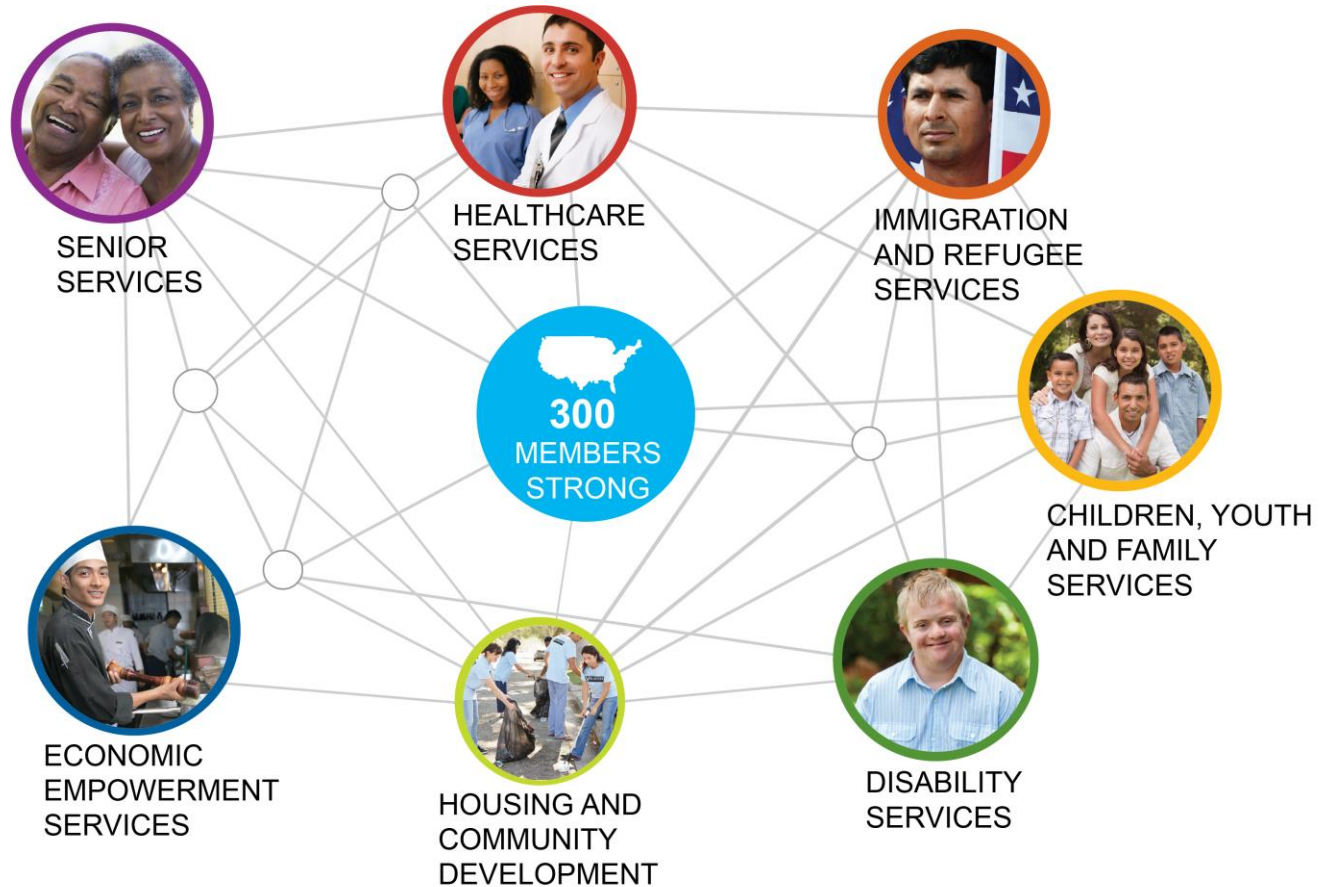 SENIOR
SERVICES
HEALTHCARE
SERVICES
IMMIGRATION
AND REFUGEE
SERVICES
300
MEMBERS
STRONG
CHILDREN, YOUTH
AND FAMILY
SERVICES
ECONOMIC
EMPOWERMENT
SERVICES
HOUSING AND
COMMUNITY
DEVELOPMENT
DISABILITY
SERVICES